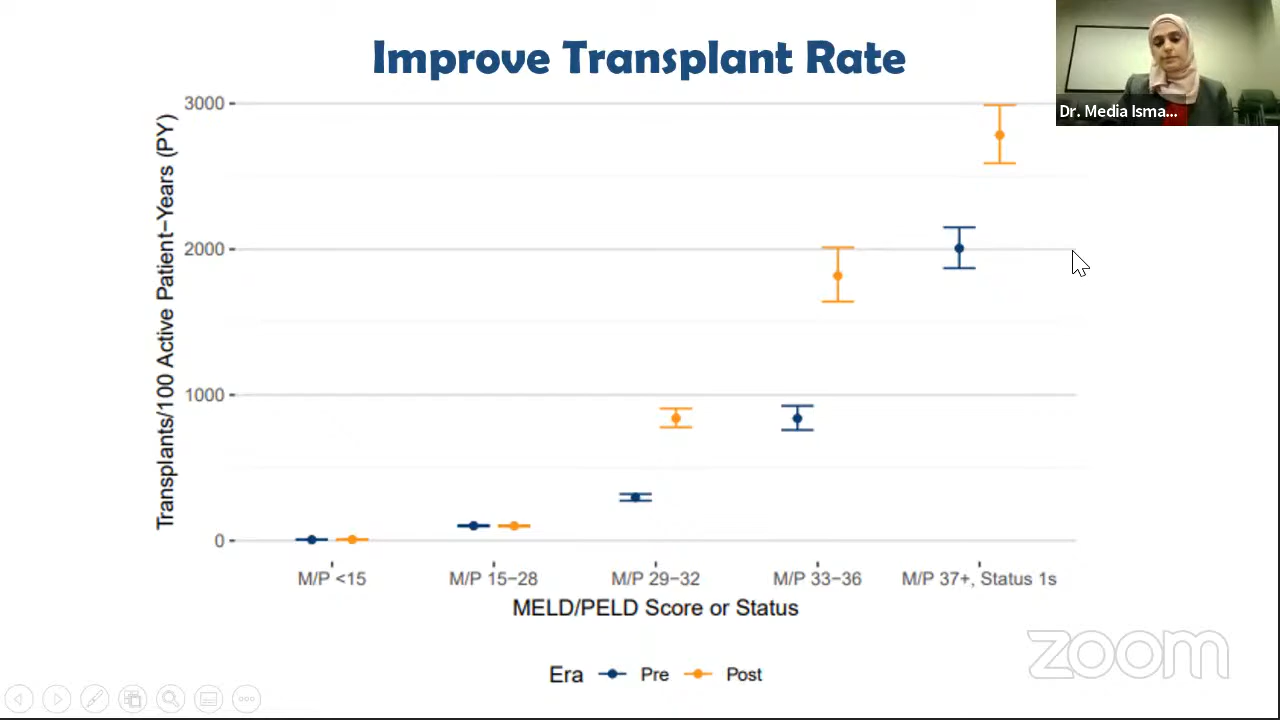 Improve Transplant Rate
Dr. Media Isma...
Transplants/100 Active Patient−Years (PY)
3000
2000
1000
0
M/P <15
M/P 15−28
M/P 29−32
M/P 33−36
M/P 37+, Status 1s
MELD/PELD Score or Status
Era Pre Post
zoom